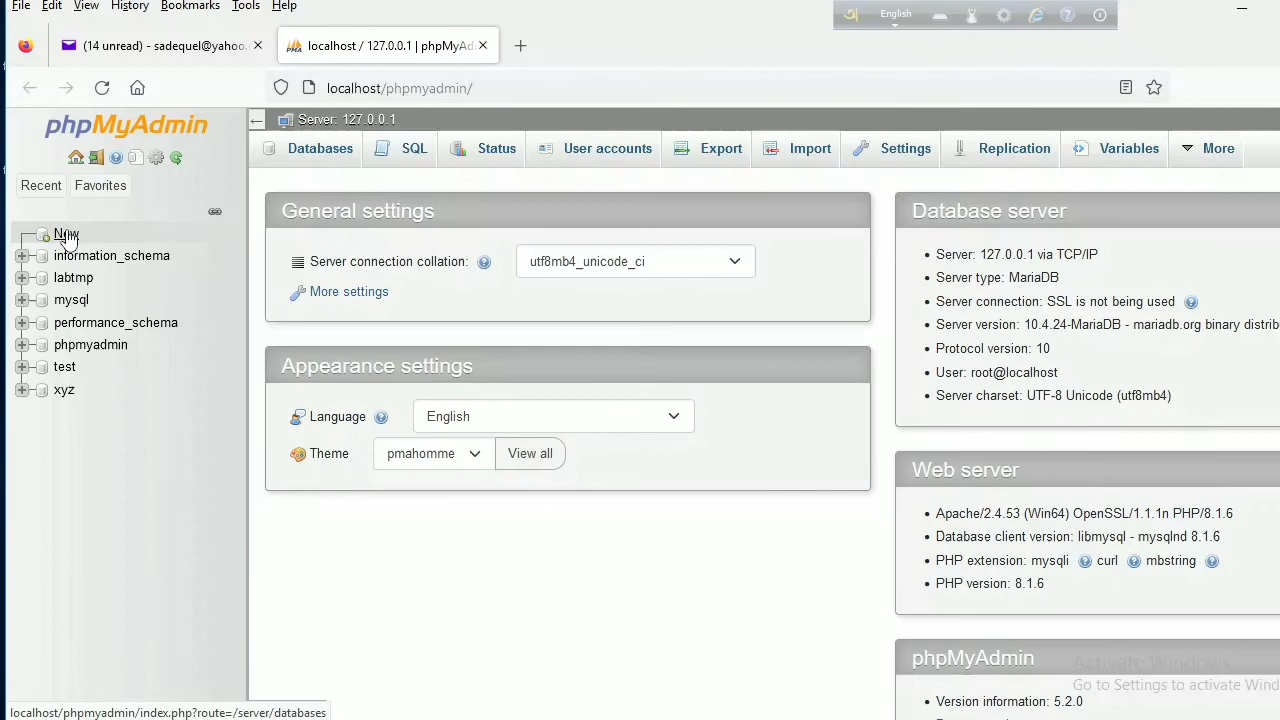 File Edit View History Bookmarks Tools Help
English
(14 unread) - sadequel@yahoo.
localhost / 127.0.0.1 | phpMyAd
localhost/phpmyadmin/
phpMyAdmin
Recent Favorites
New
information_schema
labtmp
mysql
performance_schema
phpmyadmin
test
xyz
Server: 127.0.0.1
Databases SQL Status User accounts Export Import Settings Replication Variables More
General settings
Server connection collation: utf8mb4_unicode_ci
More settings
Appearance settings
Language English
Theme pmahomme View all
Database server
• Server: 127.0.0.1 via TCP/IP
• Server type: MariaDB
• Server connection: SSL is not being used
• Server version: 10.4.24-MariaDB - mariadb.org binary distrib
• Protocol version: 10
• User: root@localhost
• Server charset: UTF-8 Unicode (utf8mb4)
Web server
• Apache/2.4.53 (Win64) OpenSSL/1.1.1n PHP/8.1.6
• Database client version: libmysql - mysqlnd 8.1.6
• PHP extension: mysqli curl mbstring
• PHP version: 8.1.6
phpMyAdmin
• Version information: 5.2.0
Activate Windows
Go to Settings to activate Wind
localhost/phpmyadmin/index.php?route=/server/databases